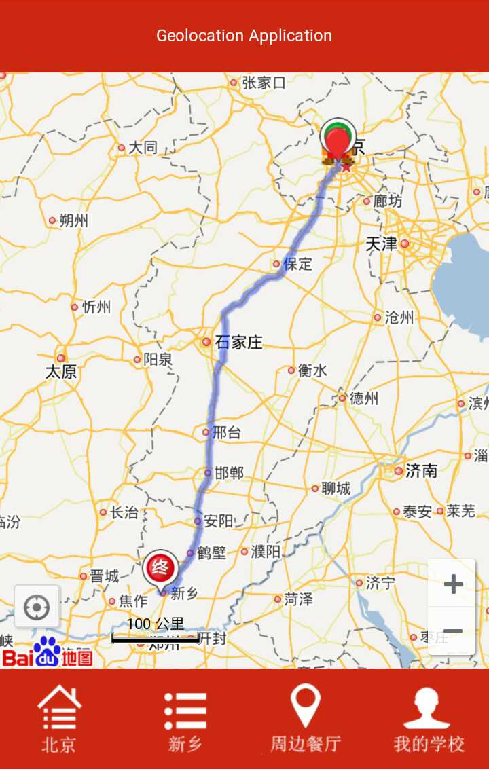 Geolocation Application
张家口
大同
京
朔州
廊坊
天津
保定
忻州
沧州
石家庄
太原
阳泉
衡水
德州
滨州
邢台
邯郸
济南
聊城
长治
安阳
泰安
莱芜
临汾
鹤壁
濮阳
终
晋城
新乡
济宁
焦作
菏泽
100 公里
开封
郑州
枣庄
Bai du 地图
北京
新乡
周边餐厅
我的学校